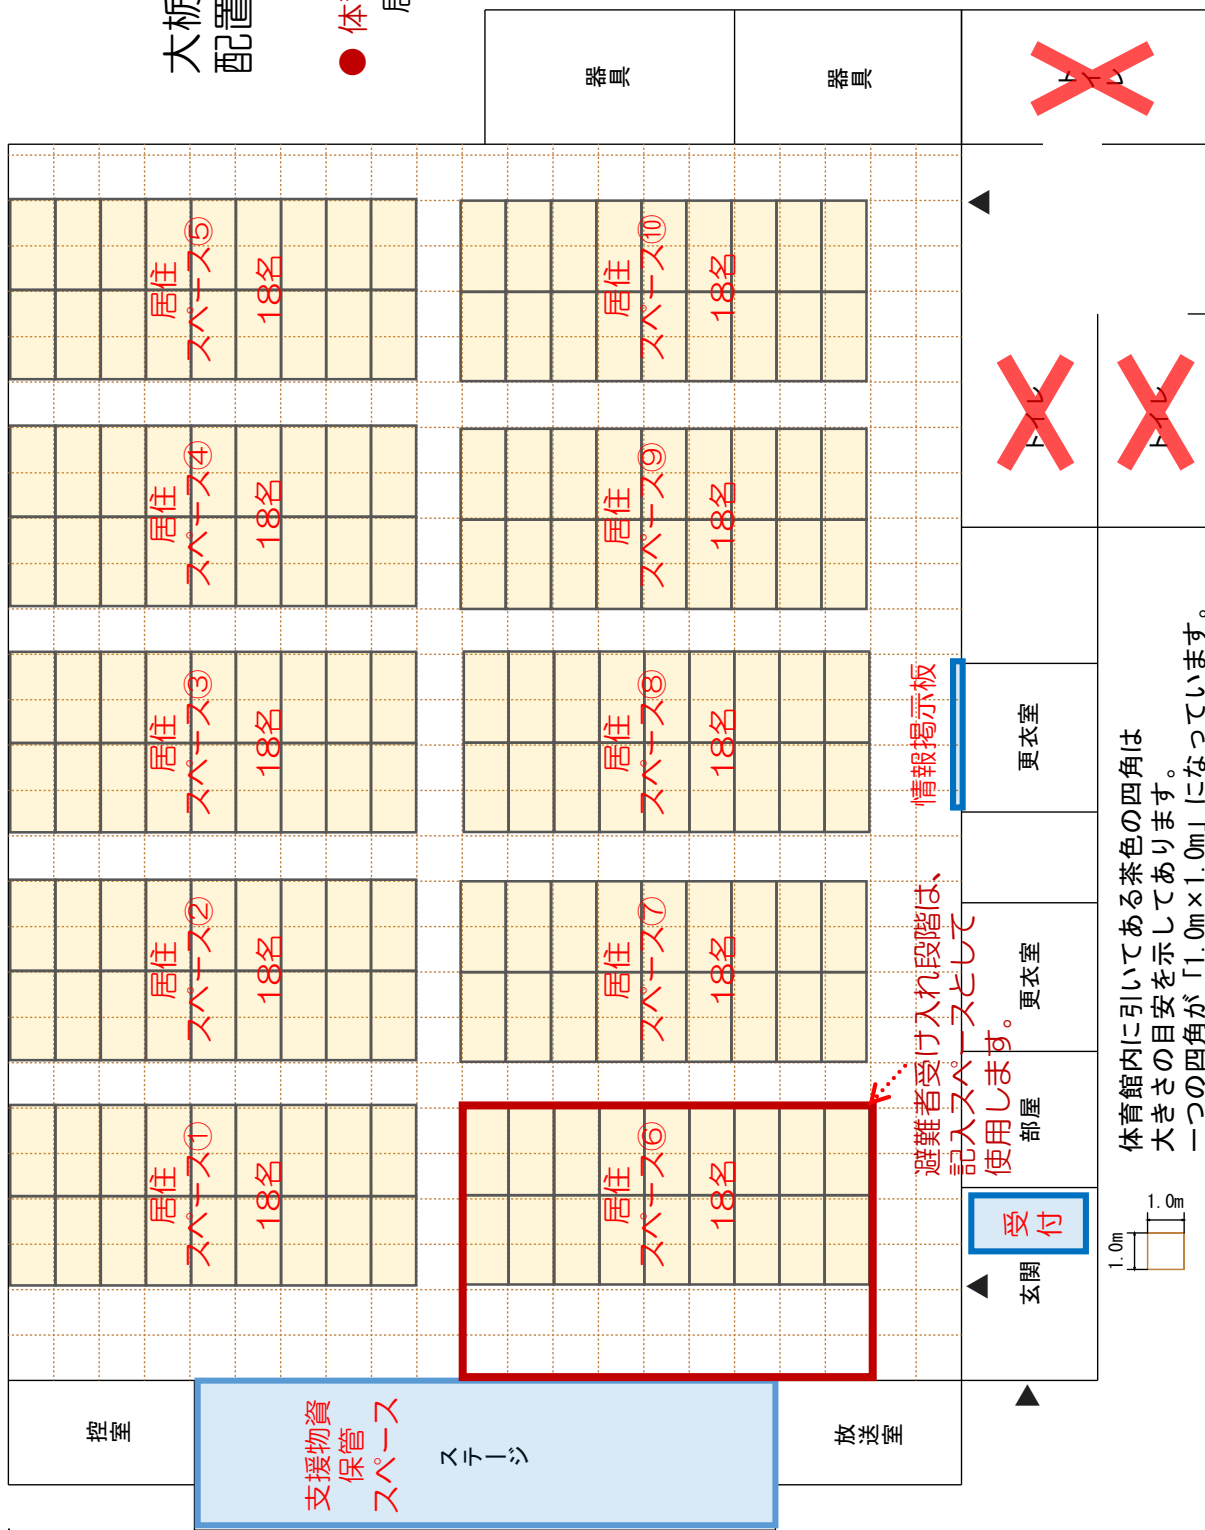 大板
配置
● 体
居
器具
器具
トイレ
トイレ
トイレ
居住
スペース⑤
18名
居住
スペース⑩
18名
居住
スペース④
18名
居住
スペース⑨
18名
居住
スペース③
18名
居住
スペース⑧
18名
居住
スペース②
18名
居住
スペース⑦
18名
居住
スペース①
18名
居住
スペース⑥
18名
情報掲示板
更衣室
更衣室
部屋
避難者受け入れ段階は、
記入スペースとして
使用します。
受付
玄関
控室
支援物資
保管
スペース
ステージ
放送室
体育館内に引いてある茶色の四角は
大きさの目安を示してあります。
一つの四角が「1.0m×1.0m」になっています。
1.0m
1.0m